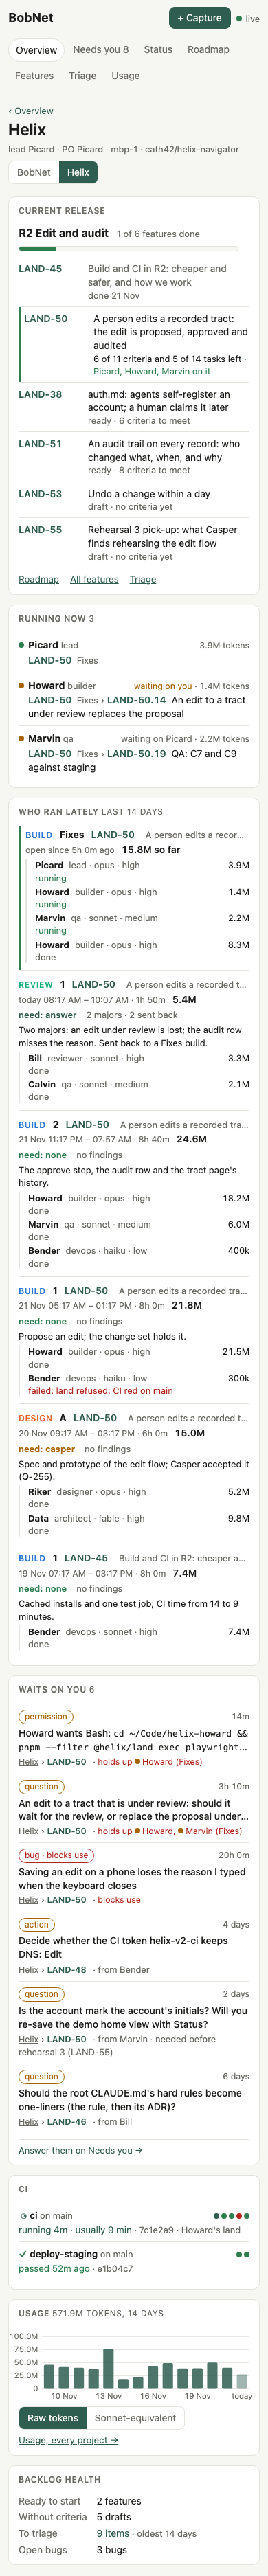 BobNet
+ Capture
live
Overview
Needs you 8
Status
Roadmap
Features
Triage
Usage
‹ Overview
Helix
lead Picard · PO Picard · mbp-1 · cath42/helix-navigator
BobNet
Helix
CURRENT RELEASE
R2 Edit and audit 1 of 6 features done
LAND-45 Build and CI in R2: cheaper and
safer, and how we work
done 21 Nov
LAND-50 A person edits a recorded tract:
the edit is proposed, approved and
audited
6 of 11 criteria and 5 of 14 tasks left ·
Picard, Howard, Marvin on it
LAND-38 auth.md: agents self-register an
account; a human claims it later
ready · 6 criteria to meet
LAND-51 An audit trail on every record: who
changed what, when, and why
ready · 8 criteria to meet
LAND-53 Undo a change within a day
draft · no criteria yet
LAND-55 Rehearsal 3 pick-up: what Casper
finds rehearsing the edit flow
draft · no criteria yet
Roadmap All features Triage
RUNNING NOW 3
Picard lead 3.9M tokens
LAND-50 Fixes
Howard builder waiting on you · 1.4M tokens
LAND-50 Fixes › LAND-50.14 An edit to a tract
under review replaces the proposal
Marvin qa waiting on Picard · 2.2M tokens
LAND-50 Fixes › LAND-50.19 QA: C7 and C9
against staging
WHO RAN LATELY LAST 14 DAYS
BUILD Fixes LAND-50 A person edits a recor…
open since 5h 0m ago 15.8M so far
Picard lead · opus · high 3.9M
running
Howard builder · opus · high 1.4M
running
Marvin qa · sonnet · medium 2.2M
running
Howard builder · opus · high 8.3M
done
REVIEW 1 LAND-50 A person edits a recorded t…
today 08:17 AM – 10:07 AM · 1h 50m 5.4M
need: answer 2 majors · 2 sent back
Two majors: an edit under review is lost; the audit row
misses the reason. Sent back to a Fixes build.
Bill reviewer · sonnet · high 3.3M
done
Calvin qa · sonnet · medium 2.1M
done
BUILD 2 LAND-50 A person edits a recorded tra…
21 Nov 11:17 PM – 07:57 AM · 8h 40m 24.6M
need: none no findings
The approve step, the audit row and the tract page's
history.
Howard builder · opus · high 18.2M
done
Marvin qa · sonnet · medium 6.0M
done
Bender devops · haiku · low 400k
done
BUILD 1 LAND-50 A person edits a recorded tra…
21 Nov 05:17 AM – 01:17 PM · 8h 0m 21.8M
need: none no findings
Propose an edit; the change set holds it.
Howard builder · opus · high 21.5M
done
Bender devops · haiku · low 300k
failed: land refused: CI red on main
DESIGN A LAND-50 A person edits a recorded t…
20 Nov 09:17 AM – 03:17 PM · 6h 0m 15.0M
need: casper no findings
Spec and prototype of the edit flow; Casper accepted it
(Q-255).
Riker designer · opus · high 5.2M
done
Data architect · fable · high 9.8M
done
BUILD 1 LAND-45 Build and CI in R2: cheaper a…
19 Nov 07:17 AM – 03:17 PM · 8h 0m 7.4M
need: none no findings
Cached installs and one test job; CI time from 14 to 9
minutes.
Bender devops · sonnet · high 7.4M
done
WAITS ON YOU 6
permission 14m
Howard wants Bash: cd ~/Code/helix-howard &&
pnpm --filter @helix/land exec playwright…
Helix › LAND-50 · holds up Howard (Fixes)
question 3h 10m
An edit to a tract that is under review: should it
wait for the review, or replace the proposal under…
Helix › LAND-50 · holds up Howard, Marvin (Fixes)
bug · blocks use 20h 0m
Saving an edit on a phone loses the reason I typed
when the keyboard closes
Helix › LAND-50 · blocks use
action 4 days
Decide whether the CI token helix-v2-ci keeps
DNS: Edit
Helix › LAND-48 · from Bender
question 2 days
Is the account mark the account's initials? Will you
re-save the demo home view with Status?
Helix › LAND-50 · from Marvin · needed before
rehearsal 3 (LAND-55)
question 6 days
Should the root CLAUDE.md's hard rules become
one-liners (the rule, then its ADR)?
Helix › LAND-46 · from Bill
Answer them on Needs you →
CI
ci on main
running 4m · usually 9 min · 7c1e2a9 · Howard's land
deploy-staging on main
passed 52m ago · e1b04c7
USAGE 571.9M TOKENS, 14 DAYS
100.0M
75.0M
50.0M
25.0M
0
10 Nov 13 Nov 16 Nov 19 Nov today
Raw tokens Sonnet-equivalent
Usage, every project →
BACKLOG HEALTH
Ready to start 2 features
Without criteria 5 drafts
To triage 9 items · oldest 14 days
Open bugs 3 bugs